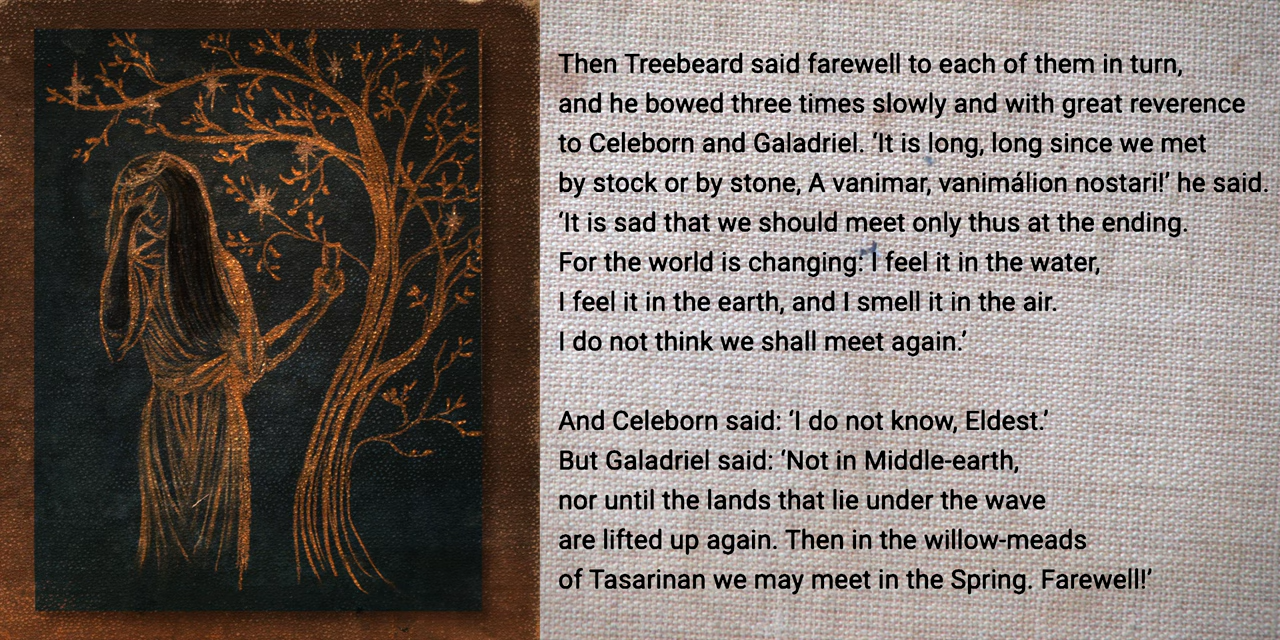 Then Treebeard said farewell to each of them in turn,
and he bowed three times slowly and with great reverence
to Celeborn and Galadriel. ‘It is long, long since we met
by stock or by stone, A vanimar, vanimálion nostari!’ he said.
‘It is sad that we should meet only thus at the ending.
For the world is changing: I feel it in the water,
I feel it in the earth, and I smell it in the air.
I do not think we shall meet again.’
And Celeborn said: ‘I do not know, Eldest.’
But Galadriel said: ‘Not in Middle-earth,
nor until the lands that lie under the wave
are lifted up again. Then in the willow-meads
of Tasarinan we may meet in the Spring. Farewell!’